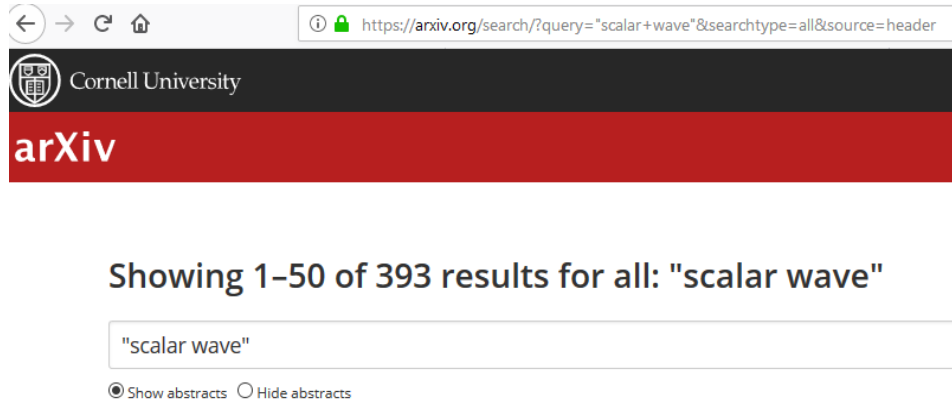 https://arxiv.org/search/?query="scalar+wave"&searchtype=all&source=header
Cornell University
arXiv
Showing 1–50 of 393 results for all: "scalar wave"
"scalar wave"
Show abstracts Hide abstracts